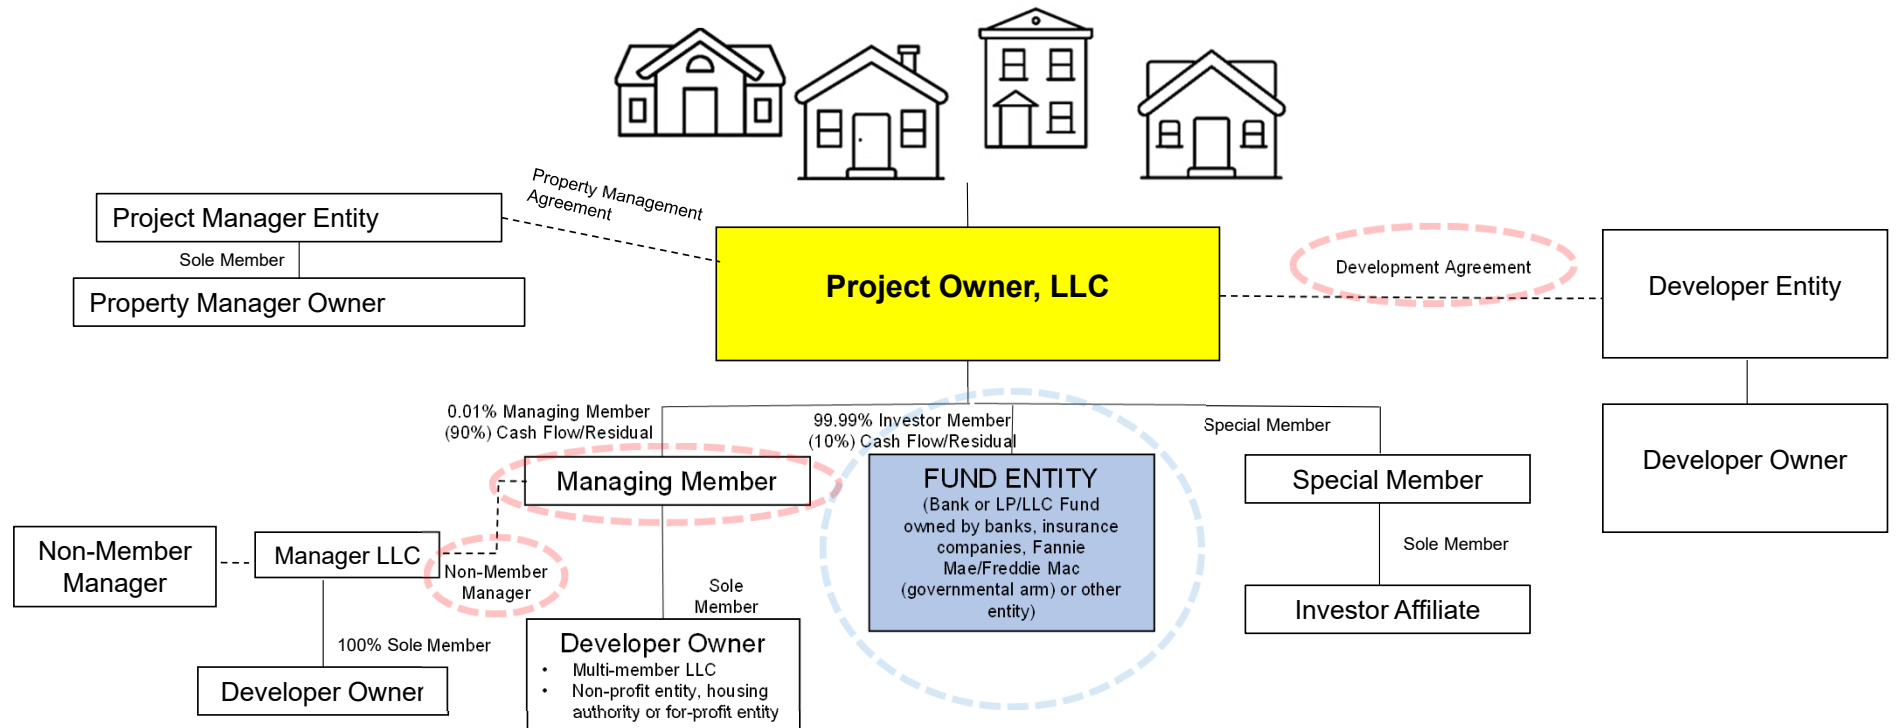 Property Management
Agreement
Project Manager Entity
Sole Member
Property Manager Owner
Project Owner, LLC
Development Agreement
Developer Entity
Developer Owner
0.01% Managing Member
(90%) Cash Flow/Residual
99.99% Investor Member
(10%) Cash Flow/Residual
Special Member
Managing Member
FUND ENTITY
(Bank or LP/LLC Fund
owned by banks, insurance
companies, Fannie
Mae/Freddie Mac
(governmental arm) or other
entity)
Special Member
Sole Member
Investor Affiliate
Non-Member
Manager
Manager LLC
Non-Member
Manager
100% Sole Member
Developer Owner
Sole
Member
Developer Owner
• Multi-member LLC
• Non-profit entity, housing
authority or for-profit entity